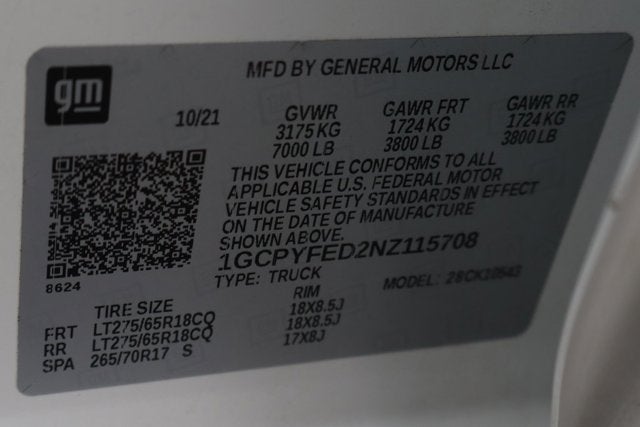 gm
MFD BY GENERAL MOTORS LLC
10/21 GVWR GAWR FRT GAWR RR
3175 KG 1724 KG 1724 KG
7000 LB 3800 LB 3800 LB
THIS VEHICLE CONFORMS TO ALL
APPLICABLE U.S. FEDERAL MOTOR
VEHICLE SAFETY STANDARDS IN EFFECT
ON THE DATE OF MANUFACTURE
SHOWN ABOVE.
1GCPYFED2NZ115708
8624
TYPE: TRUCK MODEL:
TIRE SIZE RIM
FRT LT275/65R18CQ 18X8.5J
RR LT275/65R18CQ 18X8.5J
SPA 265/70R17 S 17X8J